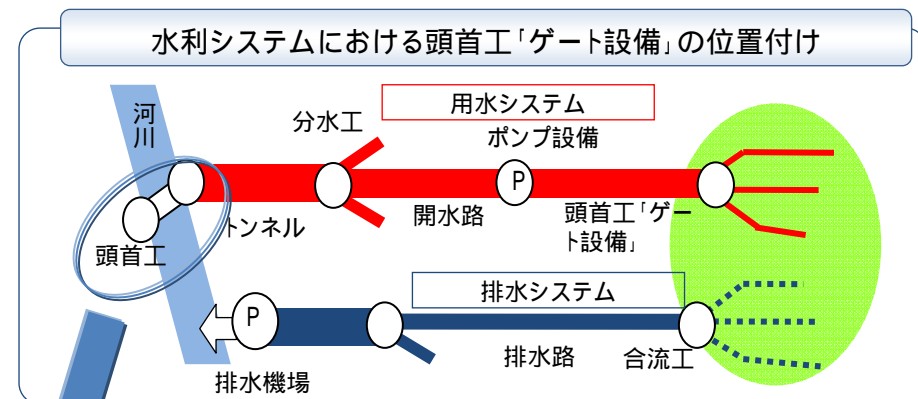 水利システムにおける頭首工「ゲート設備」の位置付け
河
川
分水工
用水システム
ポンプ設備
P
頭首工
トンネル
開水路
頭首工「ゲー
ト設備」
排水システム
P
排水機場
排水路
合流工